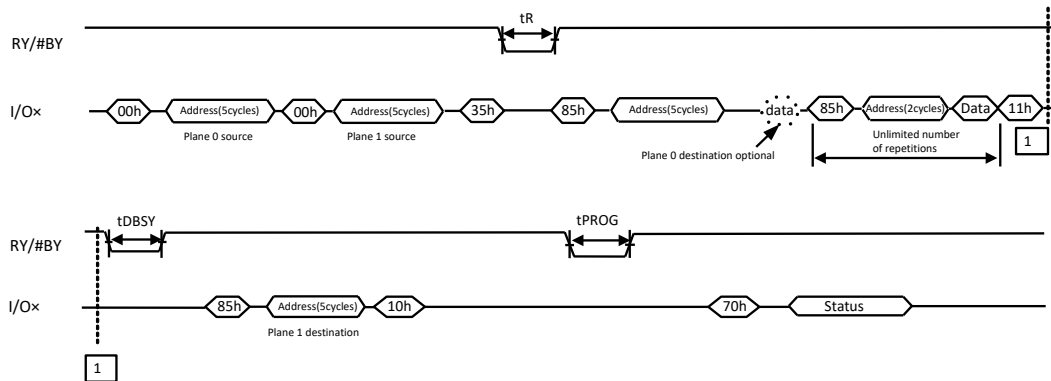 tR
RY/#BY
I/O×
00h
Address(5cycles)
00h
Address(5cycles)
35h
85h
Address(5cycles)
data
85h
Address(2cycles)
Data
11h
Plane 0 source
Plane 1 source
Plane 0 destination optional
Unlimited number
of repetitions
1
tDBSY
tPROG
RY/#BY
I/O×
85h
Address(5cycles)
10h
70h
Status
Plane 1 destination
1